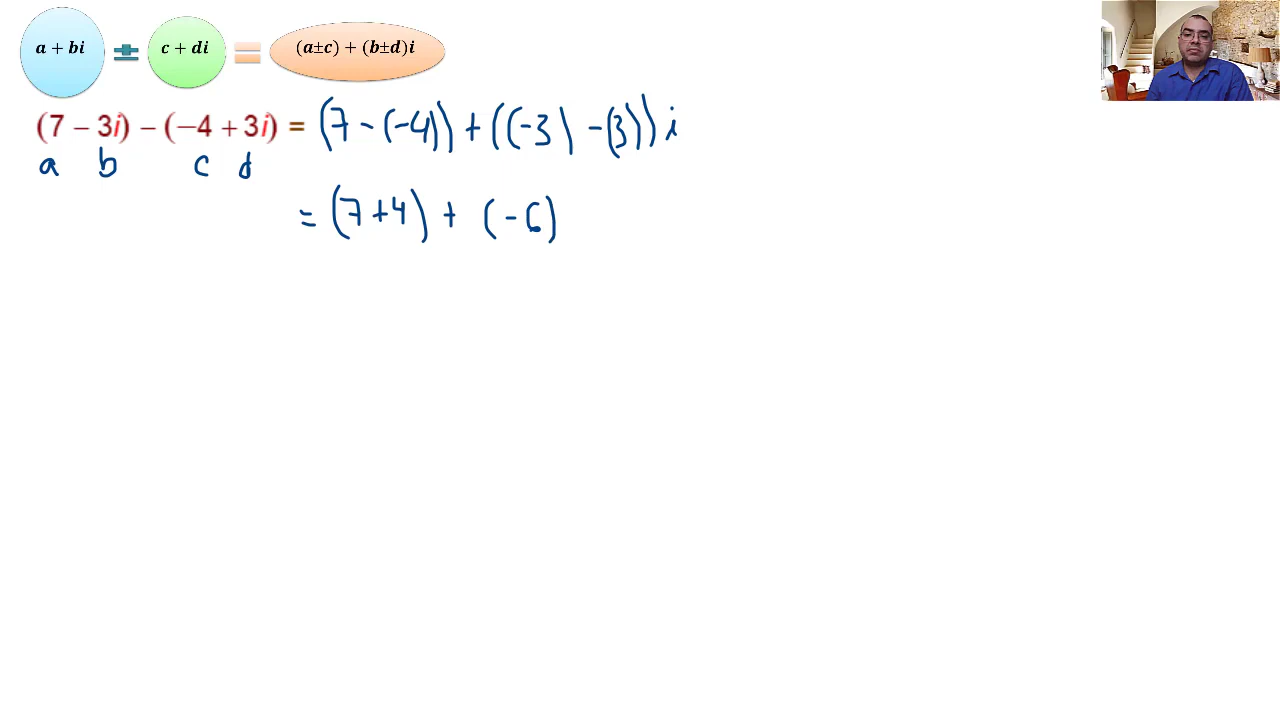 a + bi ± c + di = (a±c) + (b±d)i
(7 − 3i) − (−4 + 3i) = (7 - (-4)) + ((-3) - (3)) i
a b c d
= (7 + 4) + (-6)